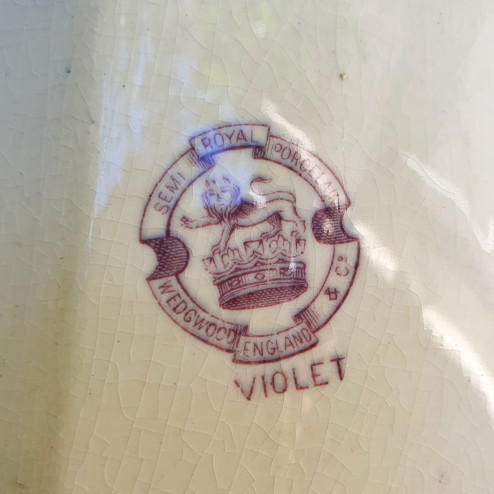 SEMI ROYAL PORCELAIN
WEDGWOOD ENGLAND & Co
VIOLET